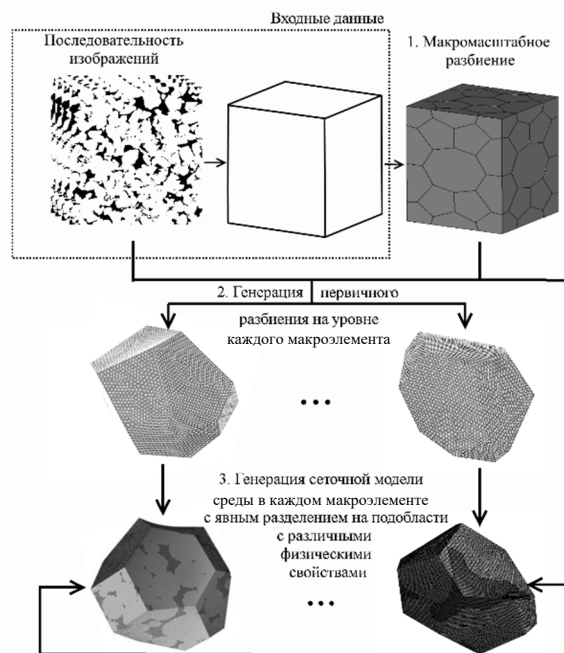 Входные данные
Последовательность
изображений
1. Макромасштабное
разбиение
2. Генерация первичного
разбиения на уровне
каждого макроэлемента
...
3. Генерация сеточной модели
среды в каждом макроэлементе
с явным разделением на подобласти
с различными
физическими
свойствами
...